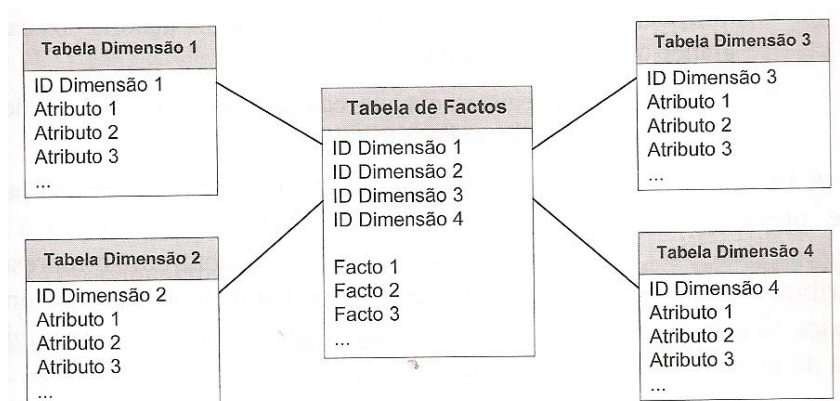 Tabela Dimensão 1
ID Dimensão 1
Atributo 1
Atributo 2
Atributo 3
...
Tabela Dimensão 2
ID Dimensão 2
Atributo 1
Atributo 2
Atributo 3
...
Tabela de Factos
ID Dimensão 1
ID Dimensão 2
ID Dimensão 3
ID Dimensão 4
Facto 1
Facto 2
Facto 3
...
Tabela Dimensão 3
ID Dimensão 3
Atributo 1
Atributo 2
Atributo 3
...
Tabela Dimensão 4
ID Dimensão 4
Atributo 1
Atributo 2
Atributo 3
...